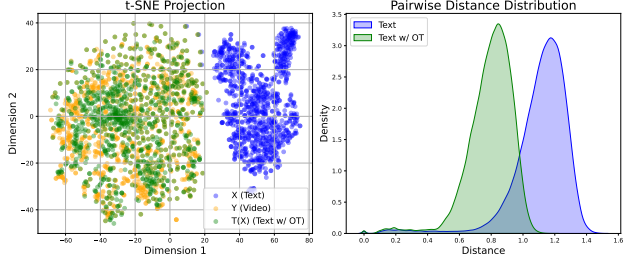 t-SNE Projection
40
20
0
−20
−40
−60
−40
−20
0
20
40
60
80
Dimension 2
Dimension 1
X (Text)
Y (Video)
T(X) (Text w/ OT)
Pairwise Distance Distribution
3.5
3.0
2.5
2.0
1.5
1.0
0.5
0.0
0.0
0.2
0.4
0.6
0.8
1.0
1.2
1.4
1.6
Density
Distance
Text
Text w/ OT